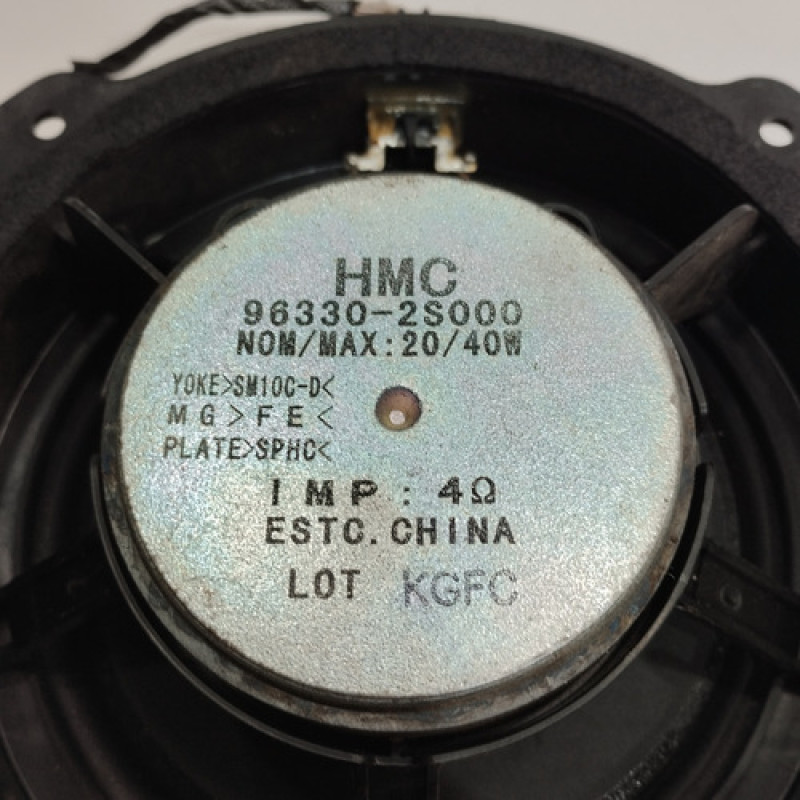 HMC
96330-2S000
NOM/MAX:20/40W
YOKE>SM10C-D<
MG>FE<
PLATE>SPHC<
IMP: 4Ω
ESTC.CHINA
LOT KGFC